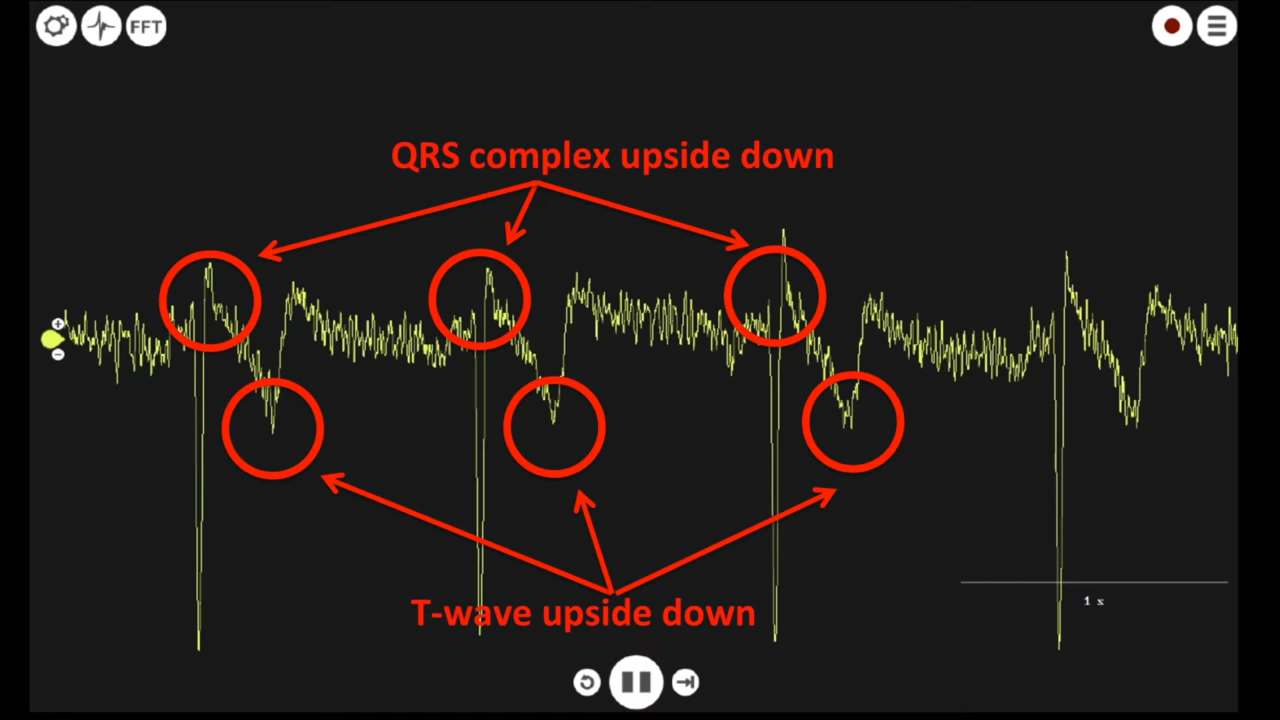 FFT
QRS complex upside down
+
−
1 s
T-wave upside down